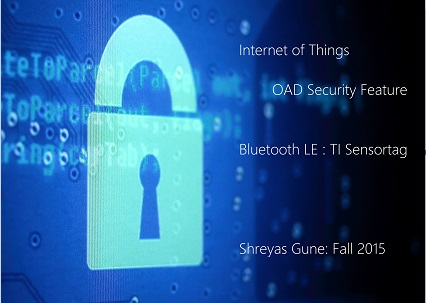 Internet of Things
OAD Security Feature
Bluetooth LE : TI Sensortag
Shreyas Gune: Fall 2015